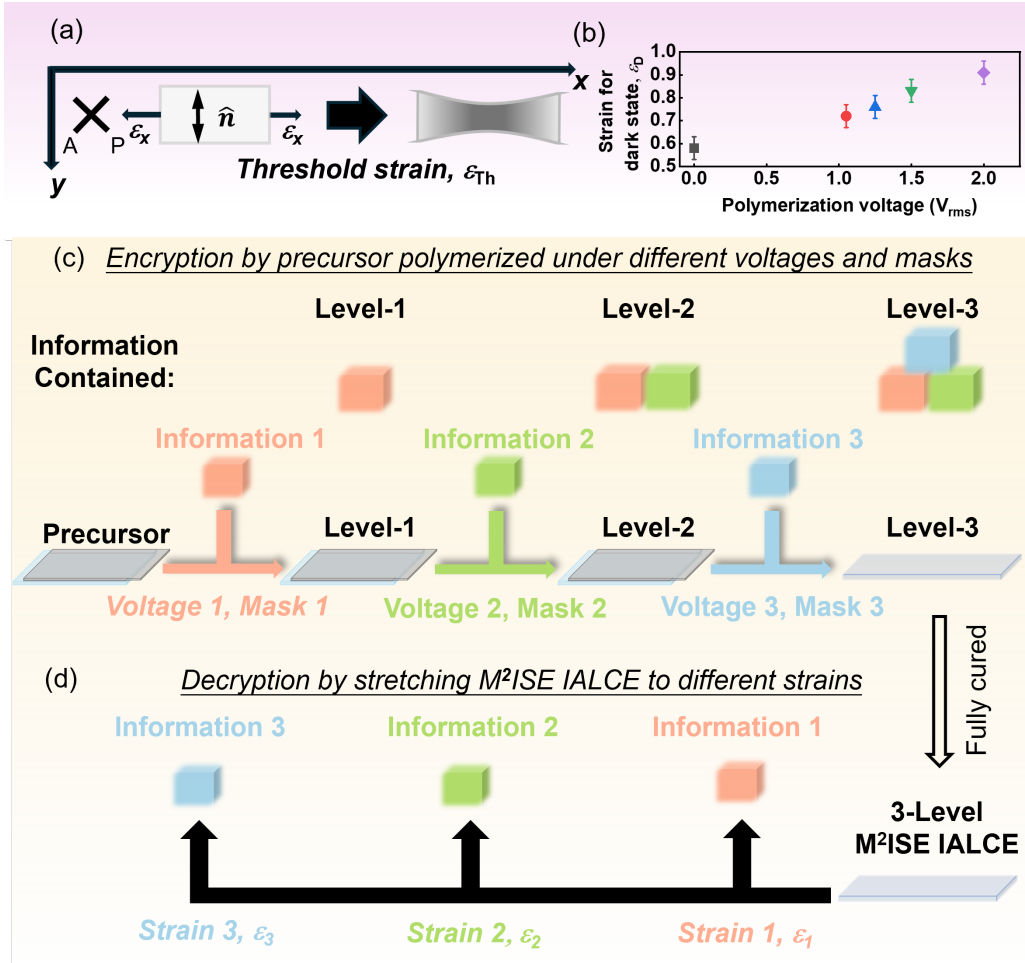 (a)
x
A
P
εx
n̂
εx
y
Threshold strain, εTh
(b)
Strain for
dark state, εD
1.0
0.9
0.8
0.7
0.6
0.5
0.0 0.5 1.0 1.5 2.0
Polymerization voltage (Vrms)
(c) Encryption by precursor polymerized under different voltages and masks
Level-1 Level-2 Level-3
Information
Contained:
Information 1 Information 2 Information 3
Precursor Level-1 Level-2 Level-3
Voltage 1, Mask 1 Voltage 2, Mask 2 Voltage 3, Mask 3
Fully cured
(d) Decryption by stretching M²ISE IALCE to different strains
Information 3 Information 2 Information 1
3-Level
M²ISE IALCE
Strain 3, ε3 Strain 2, ε2 Strain 1, ε1